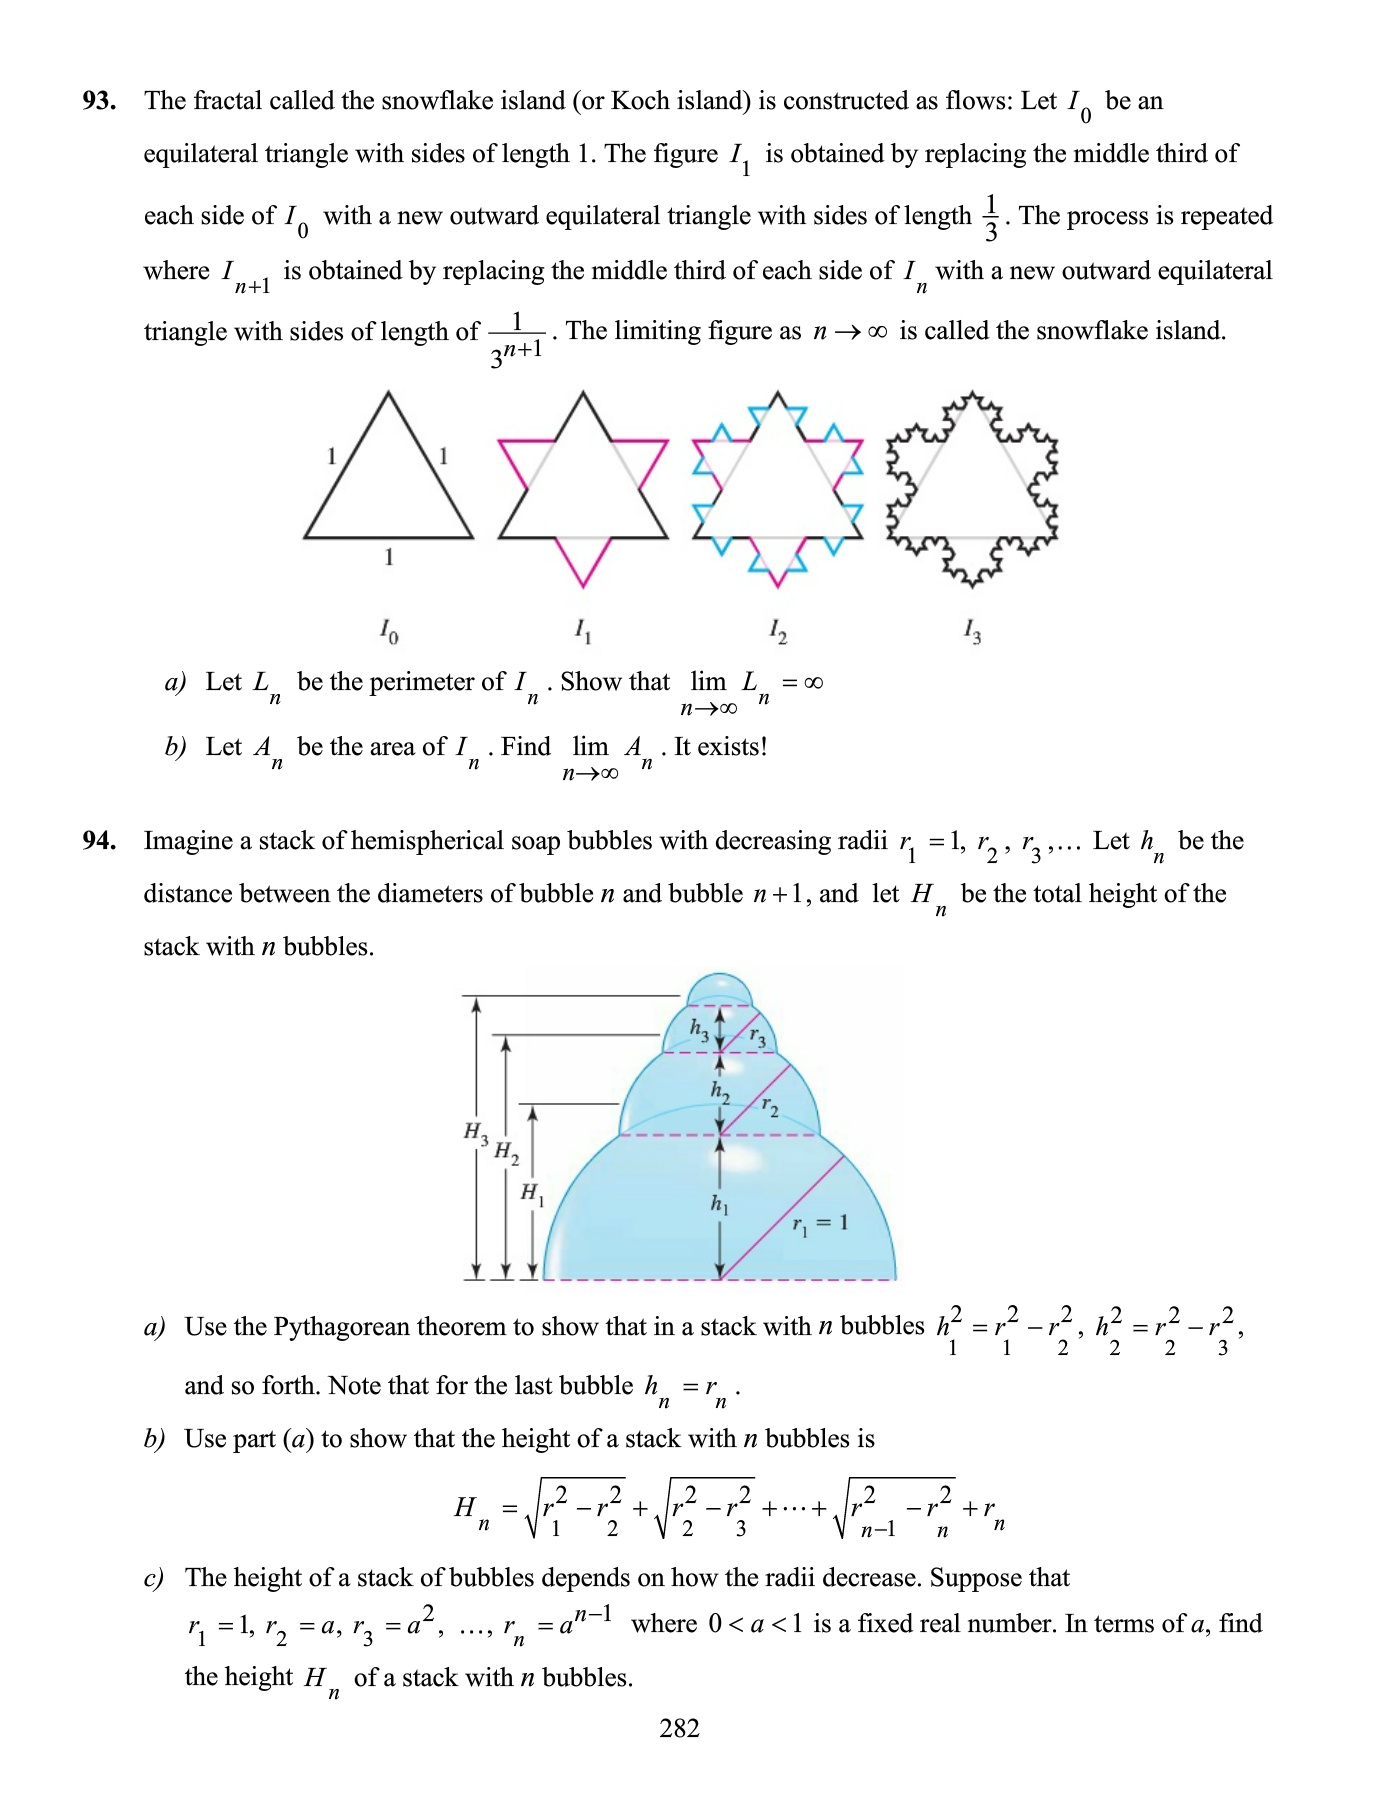 93. The fractal called the snowflake island (or Koch island) is constructed as flows: Let I_0 be an
equilateral triangle with sides of length 1. The figure I_1 is obtained by replacing the middle third of
each side of I_0 with a new outward equilateral triangle with sides of length 1/3. The process is repeated
where I_{n+1} is obtained by replacing the middle third of each side of I_n with a new outward equilateral
triangle with sides of length of 1/3^{n+1}. The limiting figure as n → ∞ is called the snowflake island.
1 1
1
I_0 I_1 I_2 I_3
a) Let L_n be the perimeter of I_n. Show that lim_{n→∞} L_n = ∞
b) Let A_n be the area of I_n. Find lim_{n→∞} A_n. It exists!
94. Imagine a stack of hemispherical soap bubbles with decreasing radii r_1 = 1, r_2, r_3,... Let h_n be the
distance between the diameters of bubble n and bubble n+1, and let H_n be the total height of the
stack with n bubbles.
h_3 r_3
h_2 r_2
H_3
H_2
H_1
h_1
r_1 = 1
a) Use the Pythagorean theorem to show that in a stack with n bubbles h_1^2 = r_1^2 − r_2^2, h_2^2 = r_2^2 − r_3^2,
and so forth. Note that for the last bubble h_n = r_n.
b) Use part (a) to show that the height of a stack with n bubbles is
H_n = √(r_1^2 − r_2^2) + √(r_2^2 − r_3^2) + ⋯ + √(r_{n−1}^2 − r_n^2) + r_n
c) The height of a stack of bubbles depends on how the radii decrease. Suppose that
r_1 = 1, r_2 = a, r_3 = a^2, ..., r_n = a^{n−1} where 0 < a < 1 is a fixed real number. In terms of a, find
the height H_n of a stack with n bubbles.
282